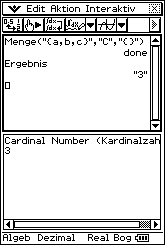 Edit Aktion Interaktiv
Menge("{a,b,c}","C","{}")
done
Ergebnis
"3"
Cardinal Number (Kardinalzah
3
Algeb Dezimal Real Bog